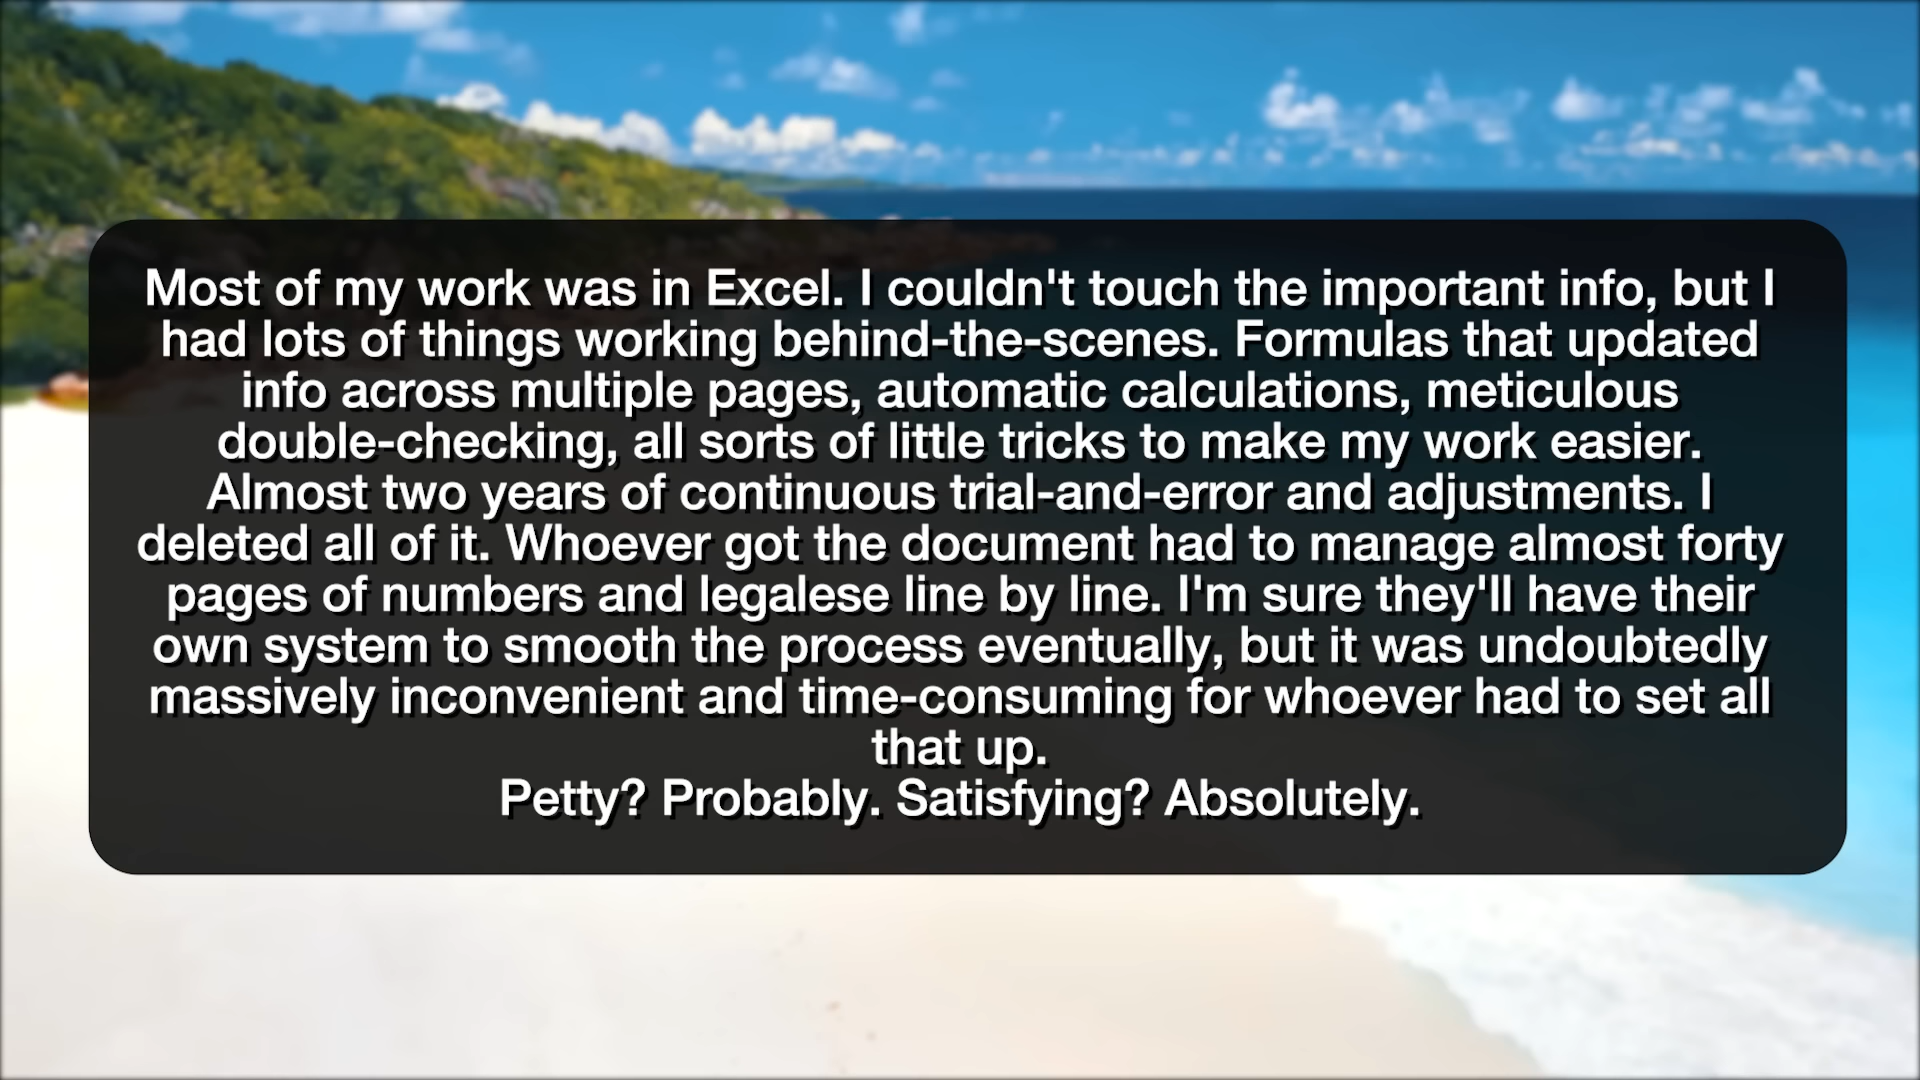 Most of my work was in Excel. I couldn't touch the important info, but I
had lots of things working behind-the-scenes. Formulas that updated
info across multiple pages, automatic calculations, meticulous
double-checking, all sorts of little tricks to make my work easier.
Almost two years of continuous trial-and-error and adjustments. I
deleted all of it. Whoever got the document had to manage almost forty
pages of numbers and legalese line by line. I'm sure they'll have their
own system to smooth the process eventually, but it was undoubtedly
massively inconvenient and time-consuming for whoever had to set all
that up.
Petty? Probably. Satisfying? Absolutely.